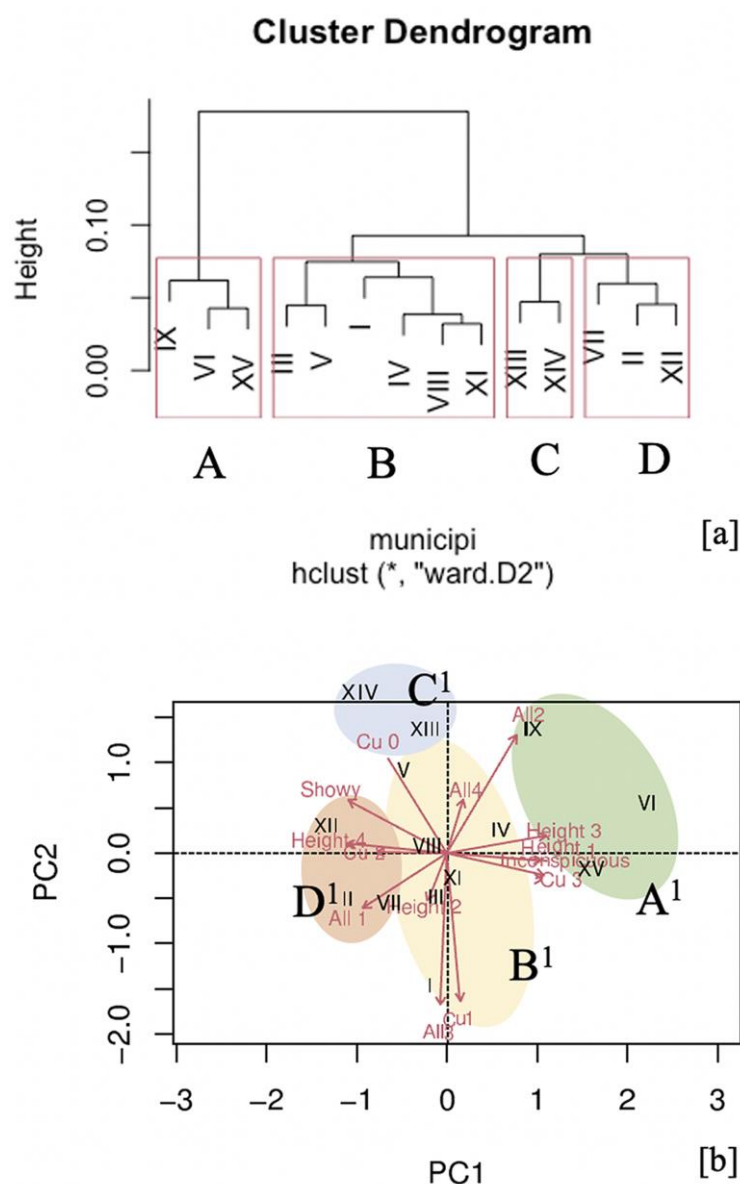 Cluster Dendrogram
Height
0.10
0.00
IX
VI
XV
III
V
I
IV
VIII
XI
XIII
XIV
VII
II
XII
A
B
C
D
[a]
municipi
hclust (*, "ward.D2")
XIV
C1
All2
XIII
IX
Cu 0
V
Showy
All4
VI
XII
IV
Height 3
Height 4
VIII
Height 1
Cu 2
Inconspicuous
XI
XV
Cu 3
D1
II
VII
III
A1
All 1
Height 2
B1
I
Cu1
All3
PC2
1.0
0.0
-1.0
-2.0
-3
-2
-1
0
1
2
3
PC1
[b]